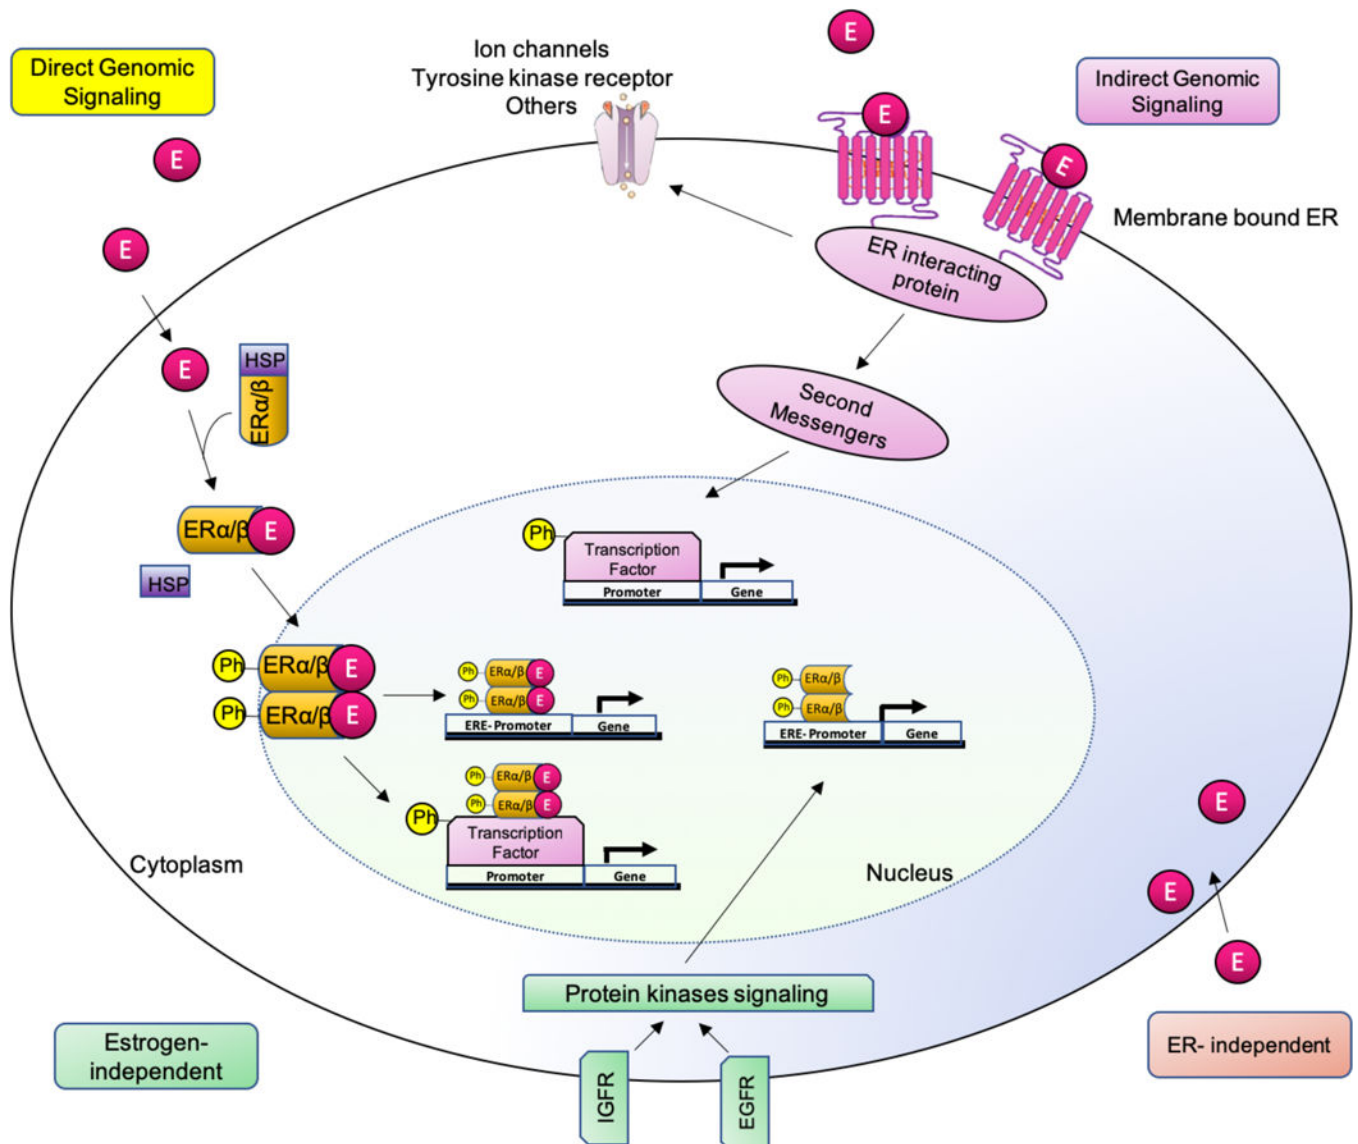 Direct Genomic
Signaling
Ion channels
Tyrosine kinase receptor
Others
E
Indirect Genomic
Signaling
E
E
E
E
Membrane bound ER
ER interacting
protein
E
HSP
ERα/β
Second
Messengers
ERα/β E
HSP
Ph
Transcription
Factor
Promoter Gene
Ph ERα/β E
Ph ERα/β E
Ph ERα/β E
Ph ERα/β E
ERE- Promoter Gene
Ph ERα/β
Ph ERα/β
ERE- Promoter Gene
Ph ERα/β E
Ph ERα/β E
Ph
Transcription
Factor
Promoter Gene
Cytoplasm
Nucleus
E
E
E
Protein kinases signaling
IGFR
EGFR
Estrogen-
independent
ER- independent